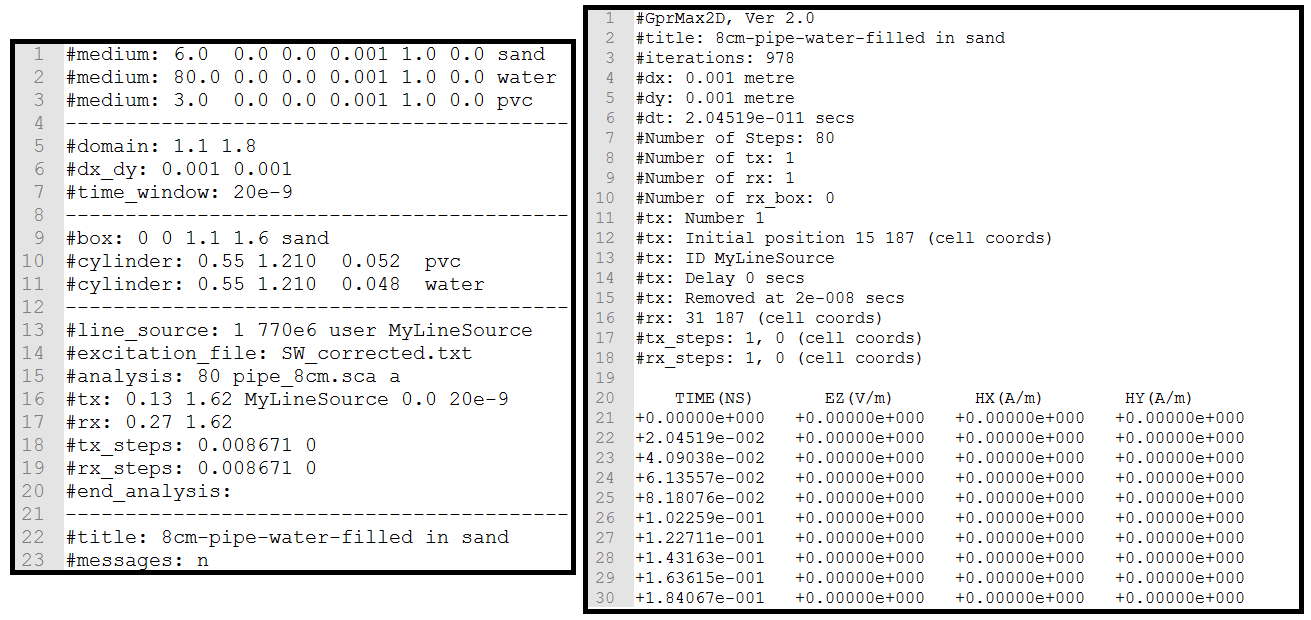 1 #medium: 6.0  0.0 0.0 0.001 1.0 0.0 sand
2 #medium: 80.0 0.0 0.0 0.001 1.0 0.0 water
3 #medium: 3.0  0.0 0.0 0.001 1.0 0.0 pvc
4 ------------------------------------------
5 #domain: 1.1 1.8
6 #dx_dy: 0.001 0.001
7 #time_window: 20e-9
8 ------------------------------------------
9 #box: 0 0 1.1 1.6 sand
10 #cylinder: 0.55 1.210  0.052  pvc
11 #cylinder: 0.55 1.210  0.048  water
12 ------------------------------------------
13 #line_source: 1 770e6 user MyLineSource
14 #excitation_file: SW_corrected.txt
15 #analysis: 80 pipe_8cm.sca a
16 #tx: 0.13 1.62 MyLineSource 0.0 20e-9
17 #rx: 0.27 1.62
18 #tx_steps: 0.008671 0
19 #rx_steps: 0.008671 0
20 #end_analysis:
21 ------------------------------------------
22 #title: 8cm-pipe-water-filled in sand
23 #messages: n
1 #GprMax2D, Ver 2.0
2 #title: 8cm-pipe-water-filled in sand
3 #iterations: 978
4 #dx: 0.001 metre
5 #dy: 0.001 metre
6 #dt: 2.04519e-011 secs
7 #Number of Steps: 80
8 #Number of tx: 1
9 #Number of rx: 1
10 #Number of rx_box: 0
11 #tx: Number 1
12 #tx: Initial position 15 187 (cell coords)
13 #tx: ID MyLineSource
14 #tx: Delay 0 secs
15 #tx: Removed at 2e-008 secs
16 #rx: 31 187 (cell coords)
17 #tx_steps: 1, 0 (cell coords)
18 #rx_steps: 1, 0 (cell coords)
19
20 TIME(NS) EZ(V/m) HX(A/m) HY(A/m)
21 +0.00000e+000 +0.00000e+000 +0.00000e+000 +0.00000e+000
22 +2.04519e-002 +0.00000e+000 +0.00000e+000 +0.00000e+000
23 +4.09038e-002 +0.00000e+000 +0.00000e+000 +0.00000e+000
24 +6.13557e-002 +0.00000e+000 +0.00000e+000 +0.00000e+000
25 +8.18076e-002 +0.00000e+000 +0.00000e+000 +0.00000e+000
26 +1.02259e-001 +0.00000e+000 +0.00000e+000 +0.00000e+000
27 +1.22711e-001 +0.00000e+000 +0.00000e+000 +0.00000e+000
28 +1.43163e-001 +0.00000e+000 +0.00000e+000 +0.00000e+000
29 +1.63615e-001 +0.00000e+000 +0.00000e+000 +0.00000e+000
30 +1.84067e-001 +0.00000e+000 +0.00000e+000 +0.00000e+000